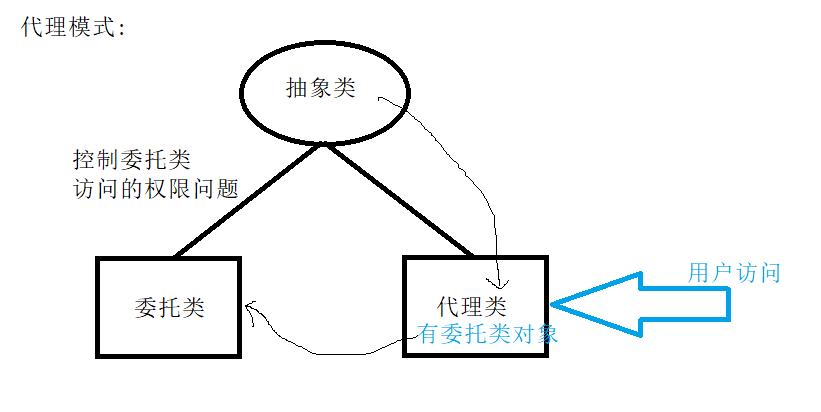 代理模式:
抽象类
控制委托类
访问的权限问题
用户访问
委托类
代理类
有委托类对象